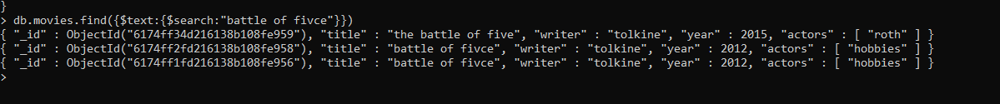 }
> db.movies.find({$text:{$search:"battle of fivce"}})
{ "_id" : ObjectId("6174ff34d216138b108fe959"), "title" : "the battle of five", "writer" : "tolkine", "year" : 2015, "actors" : [ "roth" ] }
{ "_id" : ObjectId("6174ff2fd216138b108fe958"), "title" : "battle of fivce", "writer" : "tolkine", "year" : 2012, "actors" : [ "hobbies" ] }
{ "_id" : ObjectId("6174ff1fd216138b108fe956"), "title" : "battle of fivce", "writer" : "tolkine", "year" : 2012, "actors" : [ "hobbies" ] }
>